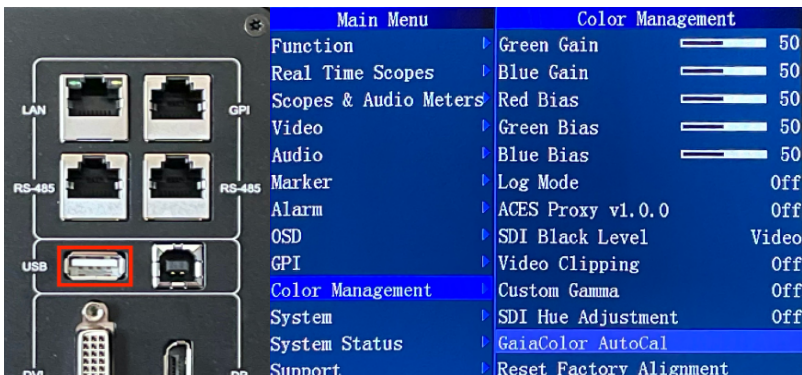 LAN
GPI
RS-485
RS-485
USB
DVI
DP
Main Menu
Function
Real Time Scopes
Scopes & Audio Meters
Video
Audio
Marker
Alarm
OSD
GPI
Color Management
System
System Status
Support
Color Management
Green Gain 50
Blue Gain 50
Red Bias 50
Green Bias 50
Blue Bias 50
Log Mode Off
ACES Proxy v1.0.0 Off
SDI Black Level Video
Video Clipping Off
Custom Gamma Off
SDI Hue Adjustment Off
GaiaColor AutoCal
Reset Factory Alignment